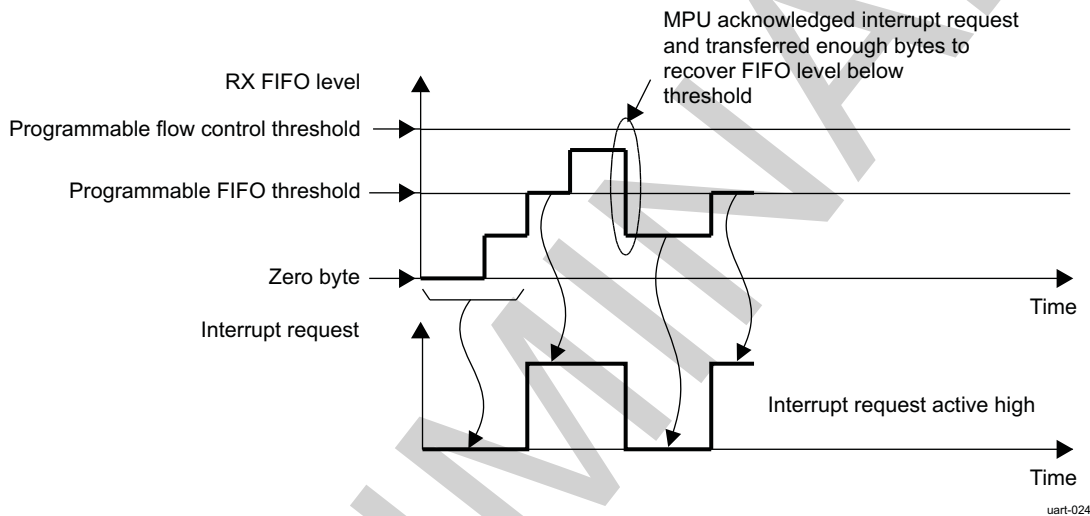 MPU acknowledged interrupt request
and transferred enough bytes to
recover FIFO level below
threshold
RX FIFO level
Programmable flow control threshold
Programmable FIFO threshold
Zero byte
Time
Interrupt request
Interrupt request active high
Time
uart-024